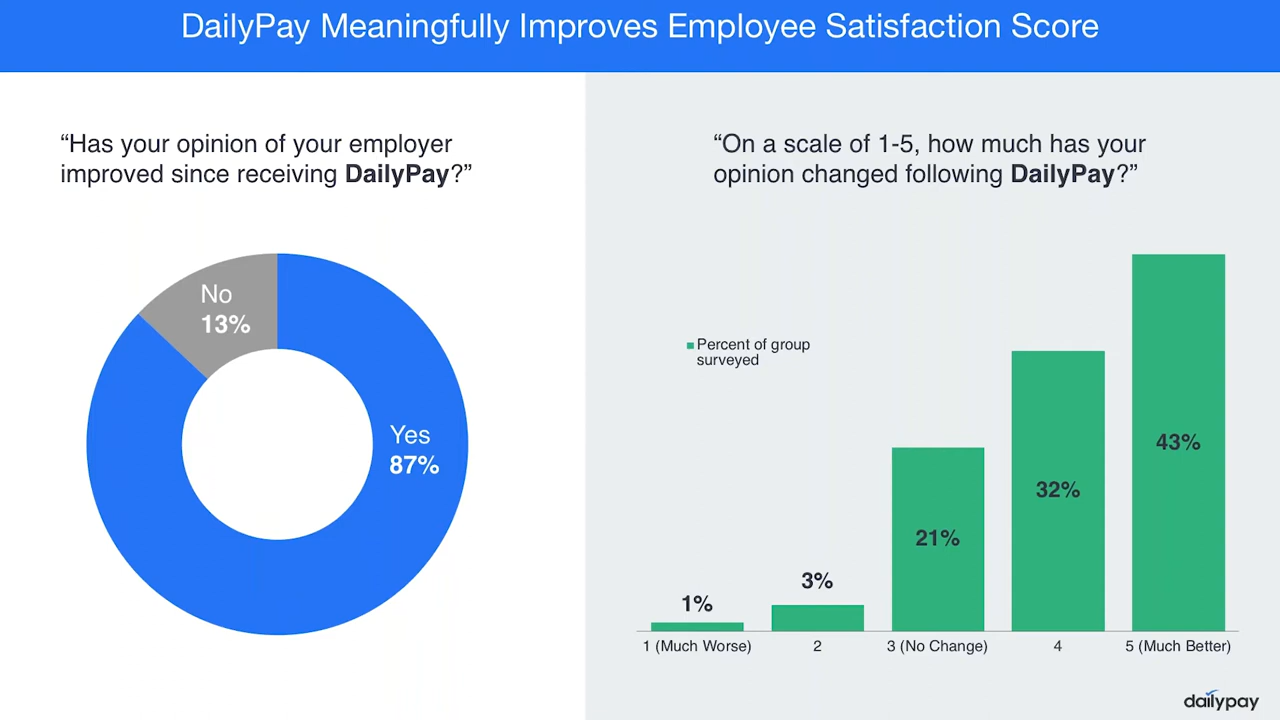 DailyPay Meaningfully Improves Employee Satisfaction Score
“Has your opinion of your employer
improved since receiving DailyPay?”
No
13%
Yes
87%
“On a scale of 1-5, how much has your
opinion changed following DailyPay?”
Percent of group
surveyed
1%
3%
21%
32%
43%
1 (Much Worse)
2
3 (No Change)
4
5 (Much Better)
dailypay